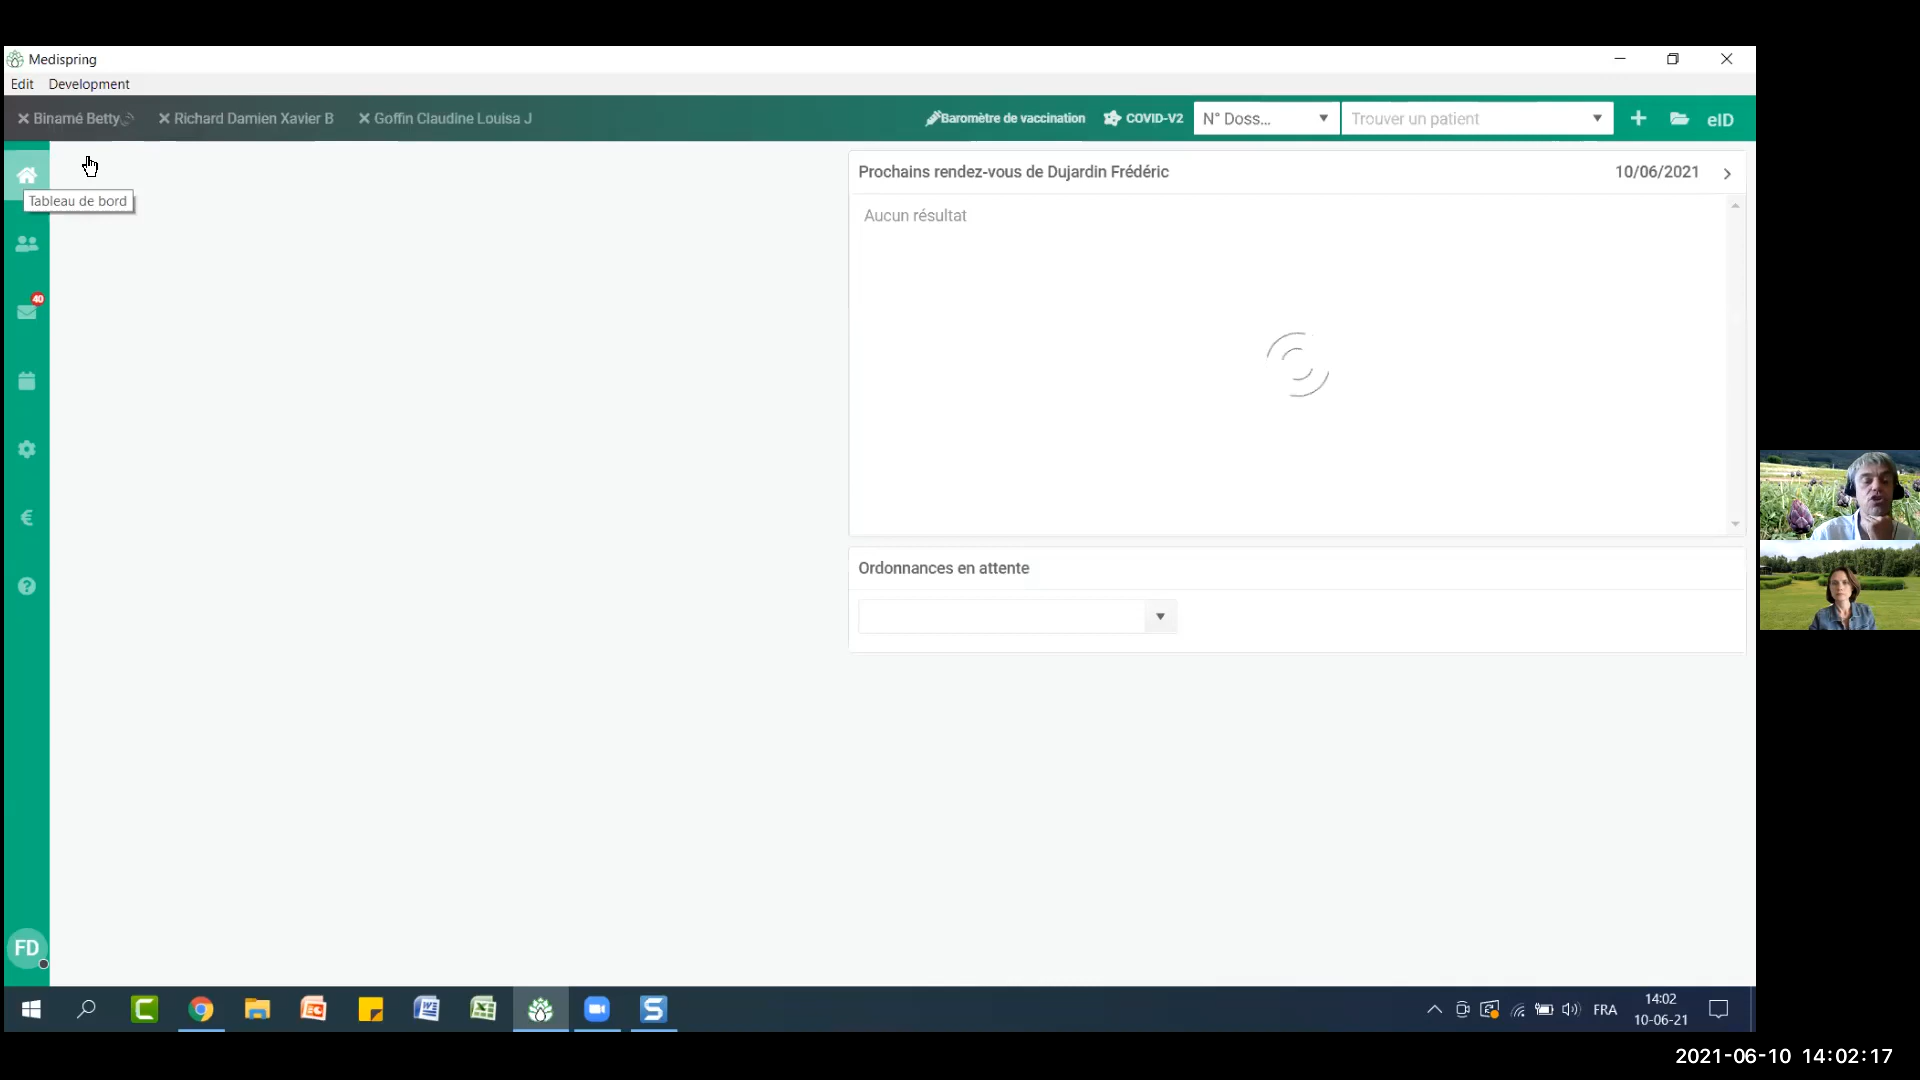 Medispring
Edit Development
Binamé Betty Richard Damien Xavier B Goffin Claudine Louisa J Baromètre de vaccination COVID-V2 N° Doss... Trouver un patient eID
Tableau de bord
Prochains rendez-vous de Dujardin Frédéric 10/06/2021
Aucun résultat
40
€
Ordonnances en attente
FD
FRA
14:02
10-06-21
2021-06-10 14:02:17